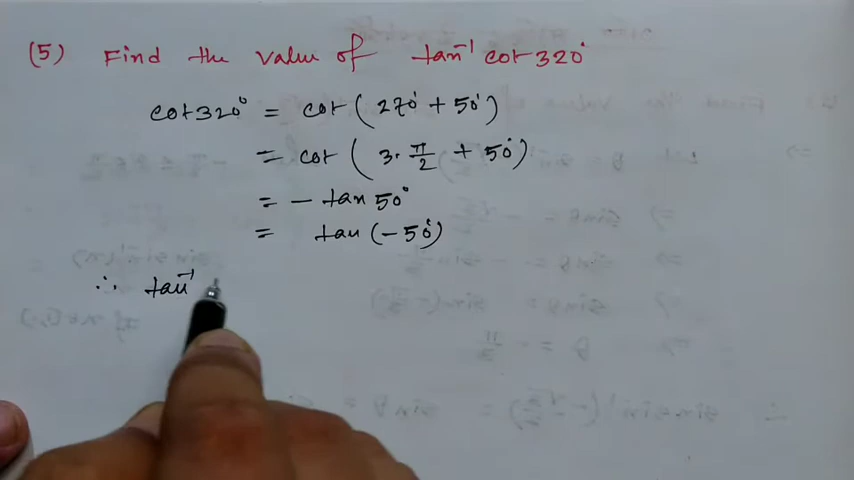 (5) Find the value of tan⁻¹ cot 320°
cot 320° = cot (270° + 50°)
= cot (3·π/2 + 50°)
= - tan 50°
= tan (-50°)
∴ tan⁻¹